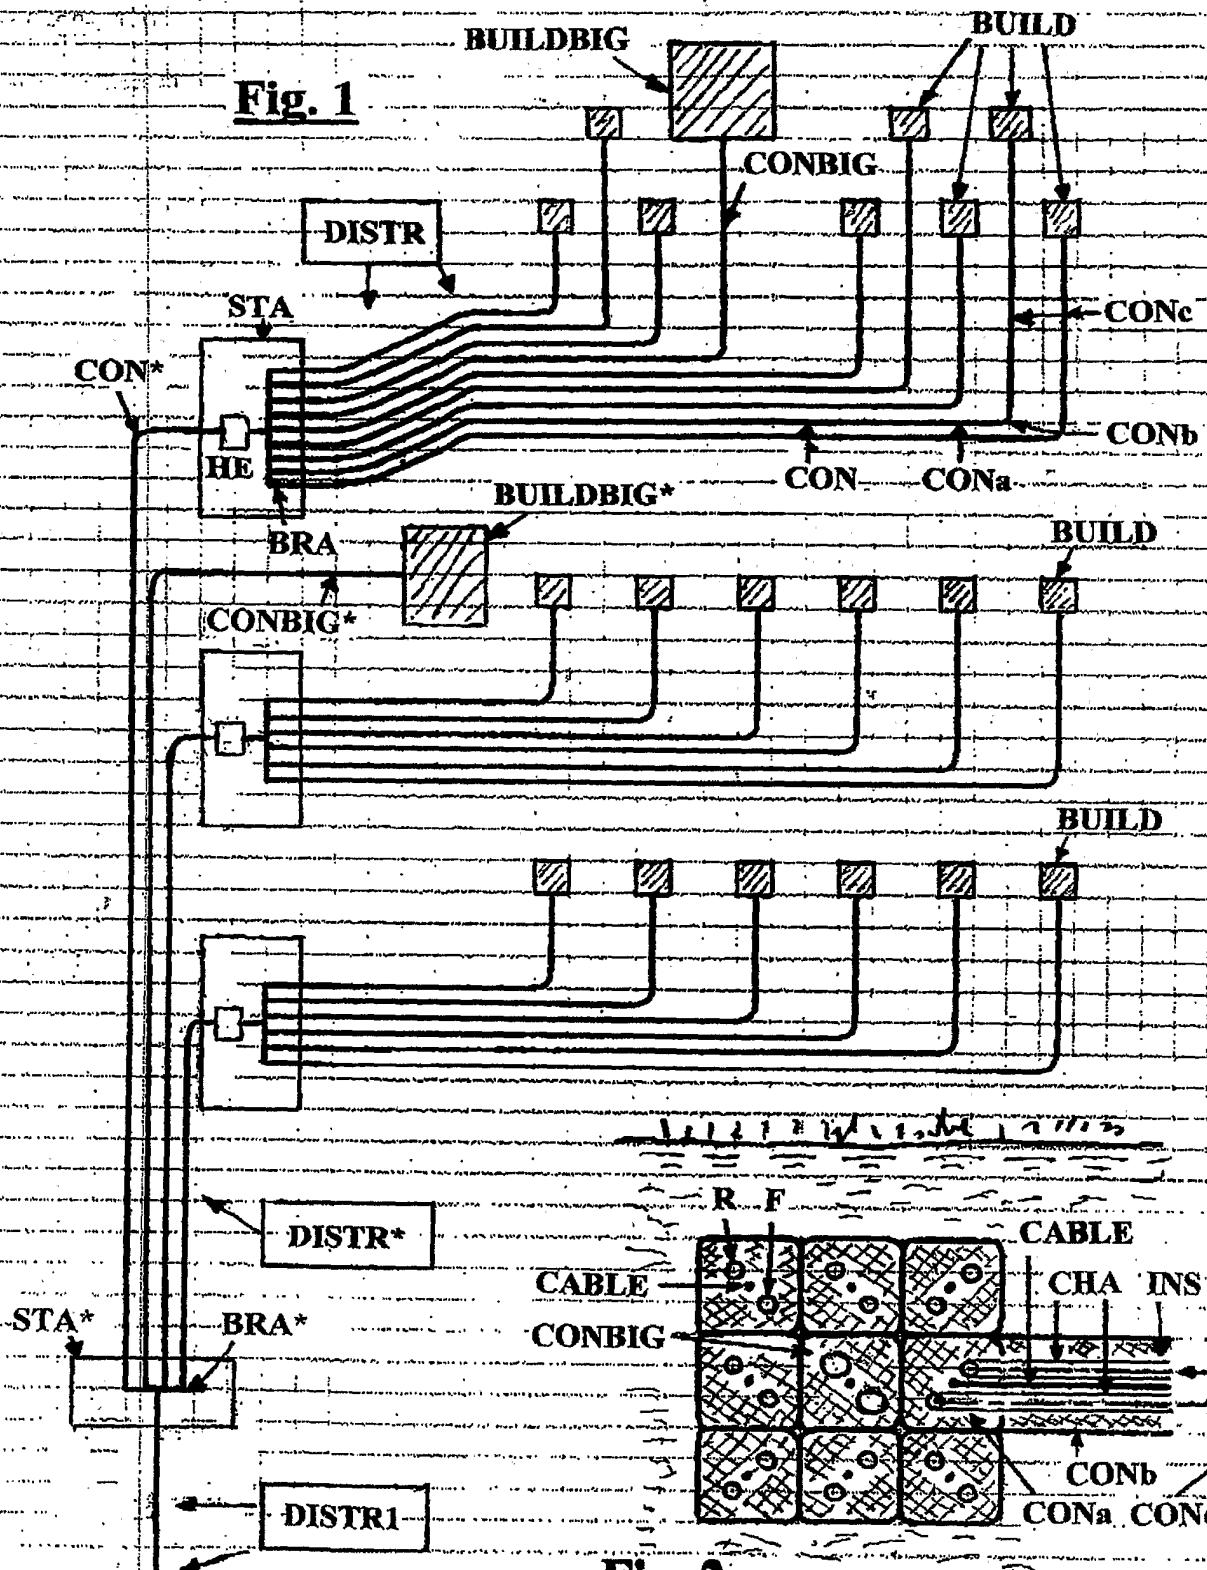 BUILDBIG
BUILD
Fig. 1
CONBIG
DISTR
STA
CONc
CON*
CONb
HE
CON
CONa
BUILDBIG*
BRA
BUILD
CONBIG*
BUILD
R F
DISTR*
CABLE
CABLE
CHA INS
STA*
BRA*
CONBIG
CONb
DISTR1
CONa